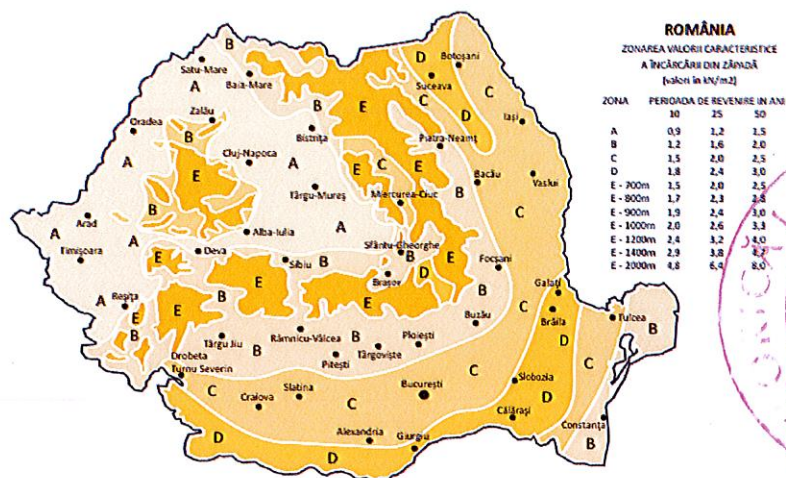 ROMÂNIA
ZONAREA VALORII CARACTERISTICE
A ÎNCĂRCĂRII DIN ZĂPADĂ
(valori în kN/m2)
ZONA PERIOADA DE REVENIRE IN ANI
10 25 50
A 0,9 1,2 1,5
B 1,2 1,6 2,0
C 1,5 2,0 2,5
D 1,8 2,4 3,0
E - 700m 1,5 2,0 2,5
E - 800m 1,7 2,3 2,8
E - 900m 1,9 2,4 3,0
E - 1000m 2,0 2,6 3,3
E - 1200m 2,4 3,2 4,0
E - 1400m 2,9 3,8
E - 2000m 4,8 6,4 8,0
B
D
Botoșani
Satu-Mare
Baia-Mare
Suceava
C
A
E
C
B
D
Zalău
Iași
Oradea
B
Bistrița
Piatra-Neamț
Cluj-Napoca
A
E
C
E
A
E
Bacău
Vaslui
Târgu-Mureș
Miercurea-Ciuc
B
C
B
Arad
Alba-Iulia
A
E
A
A
Deva
Sfântu-Gheorghe
Timișoara
E
Sibiu
B
B
E
Focșani
E
Brașov
D
Galați
A
Reșița
E
E
B
E
B
Brăila
Tulcea
B
E
B
Râmnicu-Vâlcea
B
Ploiești
Buzău
C
D
C
Târgu Jiu
B
Pitești
Târgoviște
Drobeta
Turnu Severin
C
Slatina
București
C
Slobozia
Craiova
C
D
Călărași
Constanța
Alexandria
Giurgiu
B
D
D